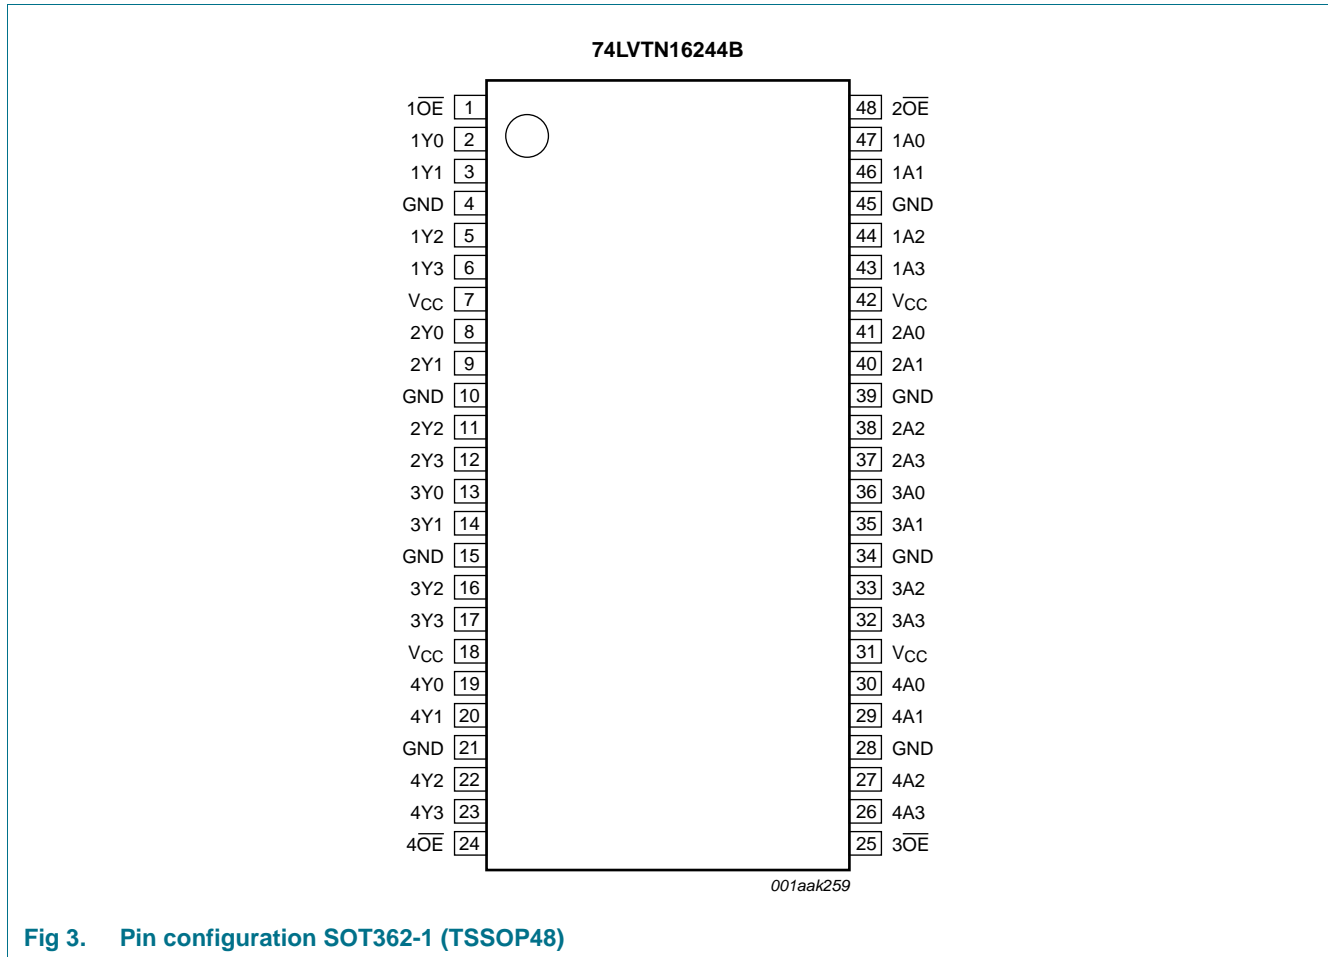 74LVTN16244B
1O̅E̅ 1 48 2O̅E̅
1Y0 2 47 1A0
1Y1 3 46 1A1
GND 4 45 GND
1Y2 5 44 1A2
1Y3 6 43 1A3
VCC 7 42 VCC
2Y0 8 41 2A0
2Y1 9 40 2A1
GND 10 39 GND
2Y2 11 38 2A2
2Y3 12 37 2A3
3Y0 13 36 3A0
3Y1 14 35 3A1
GND 15 34 GND
3Y2 16 33 3A2
3Y3 17 32 3A3
VCC 18 31 VCC
4Y0 19 30 4A0
4Y1 20 29 4A1
GND 21 28 GND
4Y2 22 27 4A2
4Y3 23 26 4A3
4O̅E̅ 24 25 3O̅E̅
001aak259
Fig 3. Pin configuration SOT362-1 (TSSOP48)